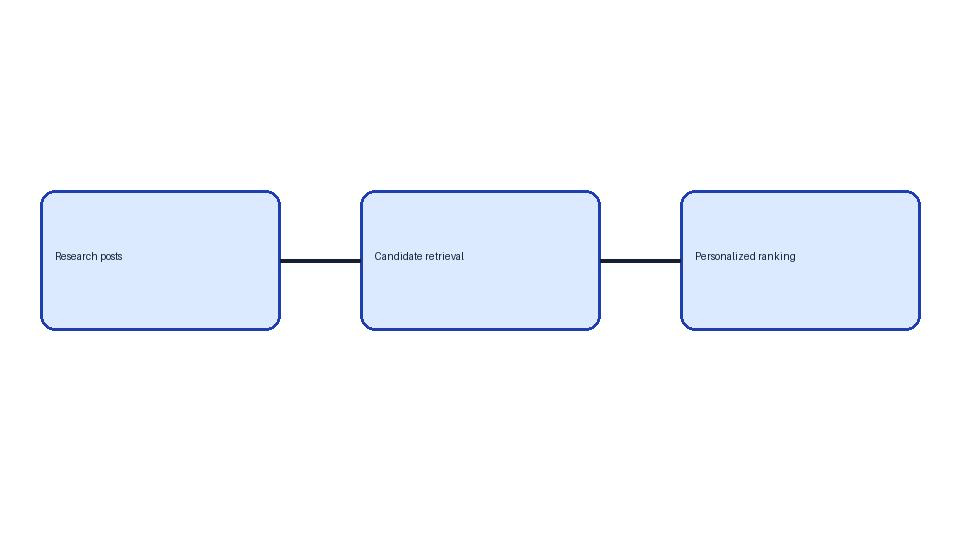 Research posts
Candidate retrieval
Personalized ranking